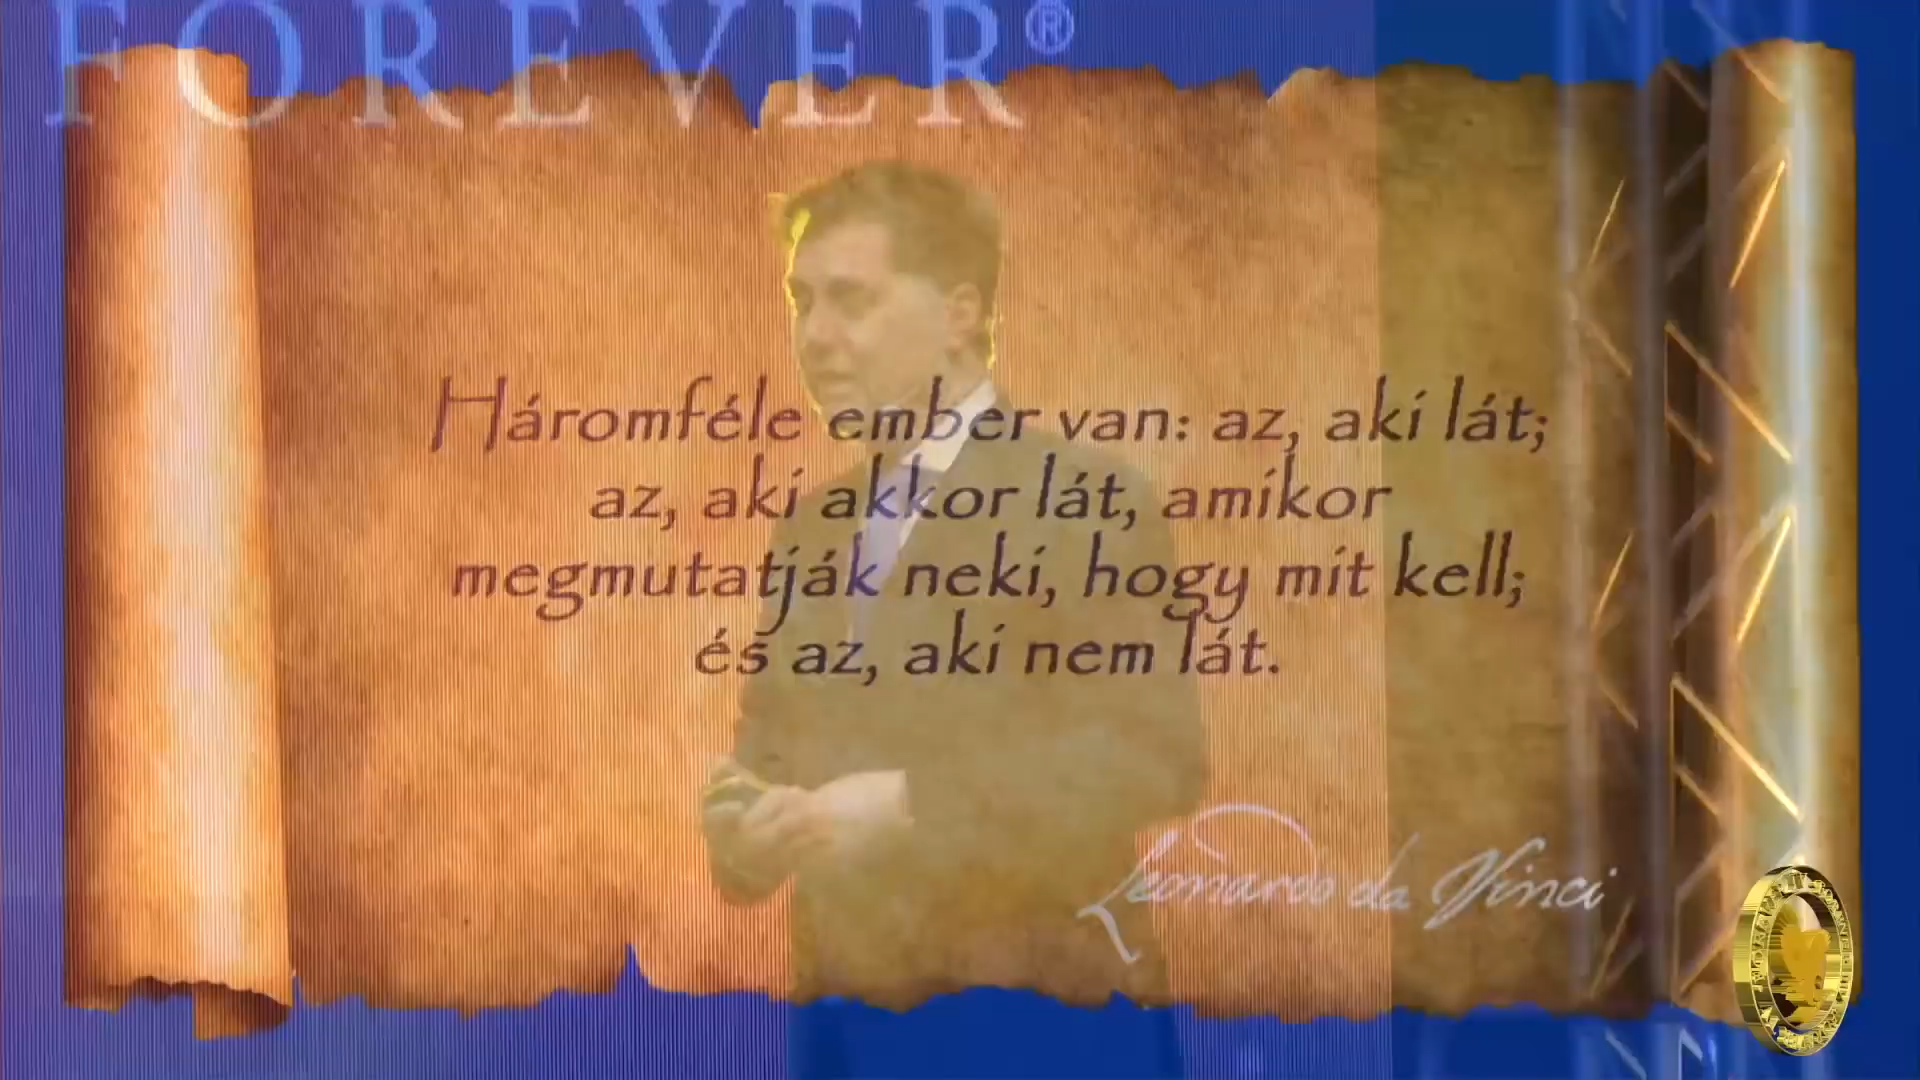 FOREVER®
Háromféle ember van: az, aki lát;
az, aki akkor lát, amikor
megmutatják neki, hogy mit kell;
és az, aki nem lát.
Leonardo da Vinci